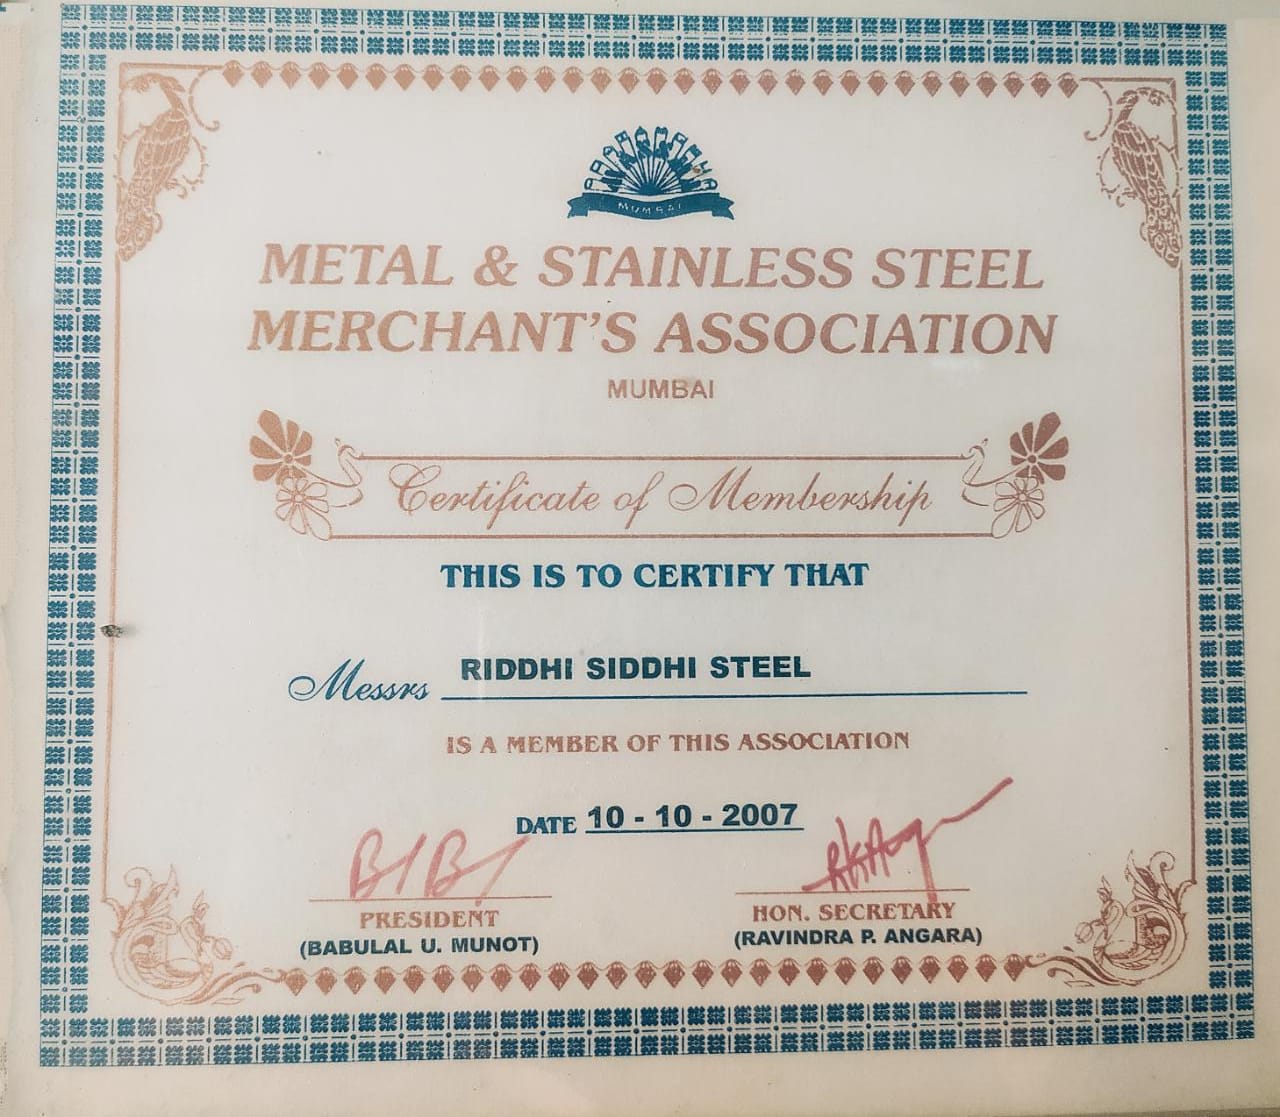 MUMBAI
METAL & STAINLESS STEEL
MERCHANT'S ASSOCIATION
MUMBAI
Certificate of Membership
THIS IS TO CERTIFY THAT
Messrs RIDDHI SIDDHI STEEL
IS A MEMBER OF THIS ASSOCIATION
DATE 10 - 10 - 2007
PRESIDENT
(BABULAL U. MUNOT)
HON. SECRETARY
(RAVINDRA P. ANGARA)